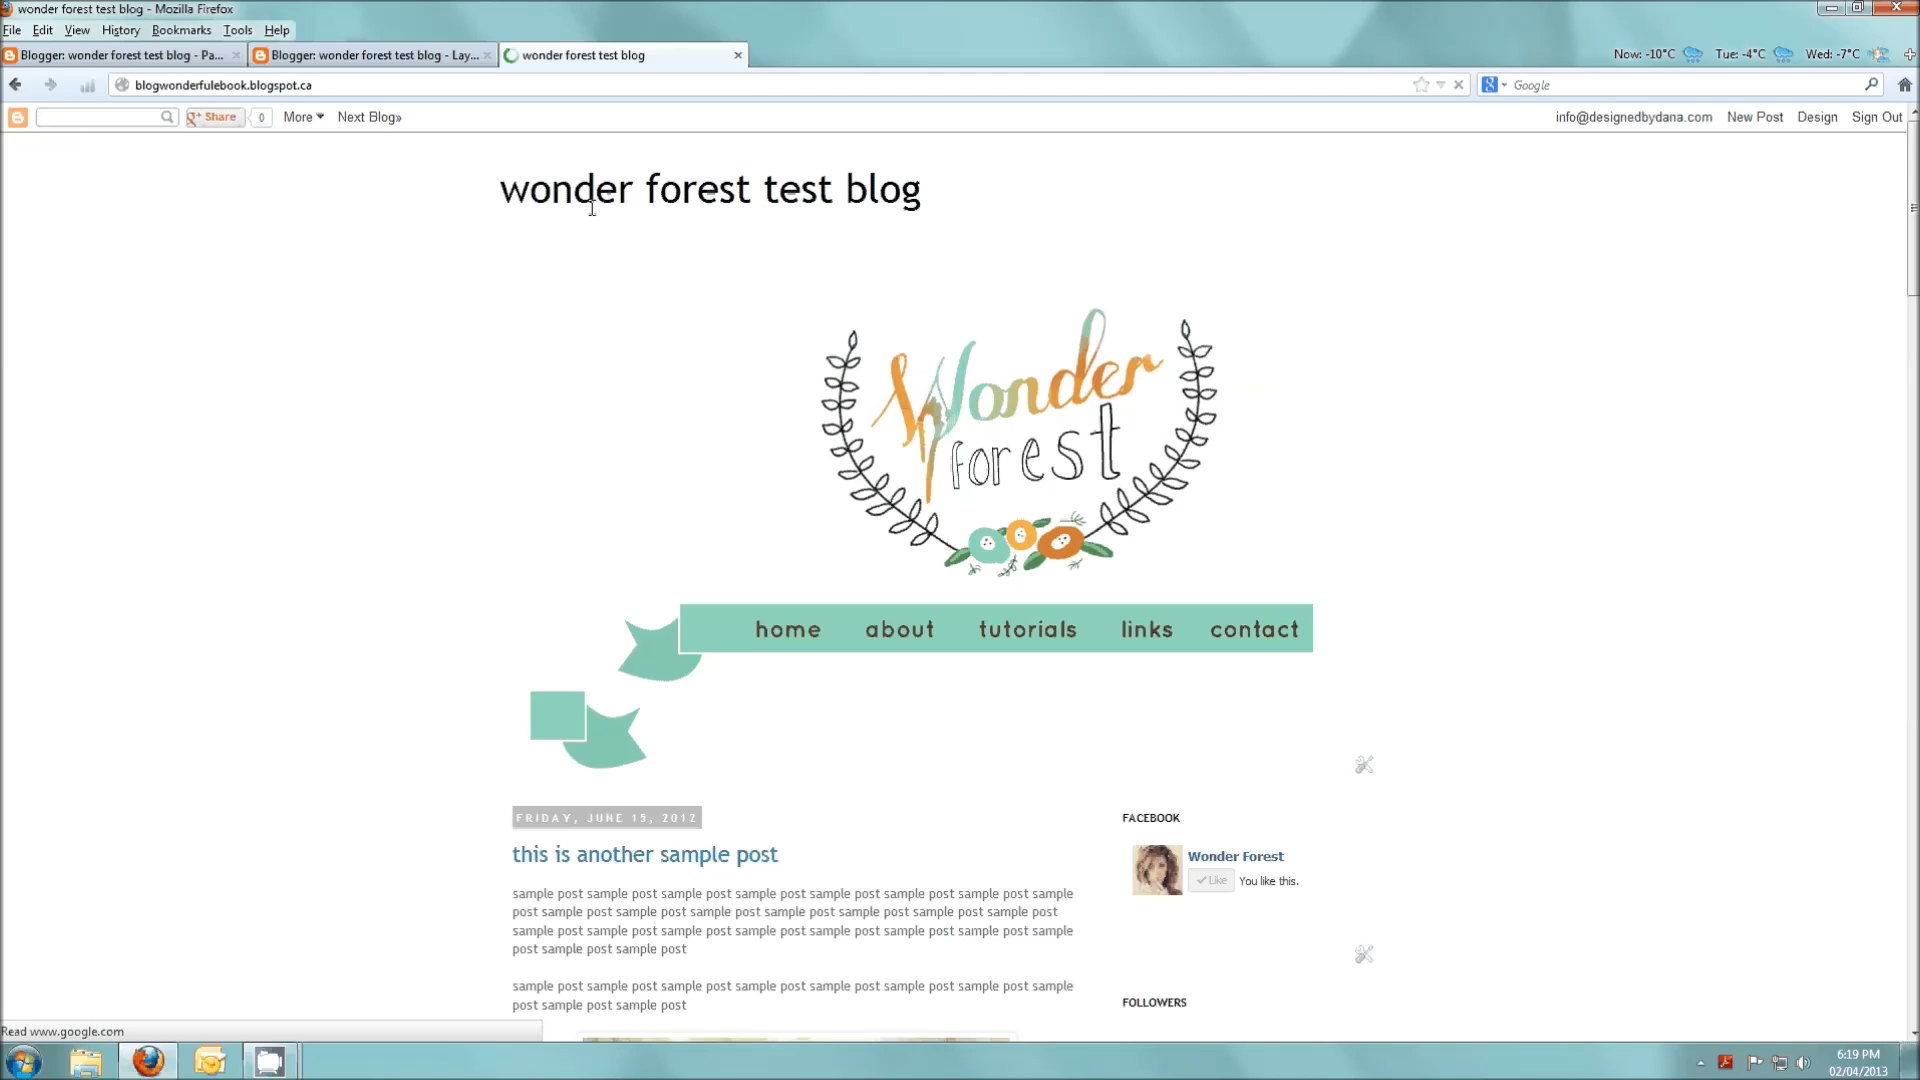 wonder forest test blog - Mozilla Firefox
File Edit View History Bookmarks Tools Help
Blogger: wonder forest test blog - Pa... Blogger: wonder forest test blog - Lay... wonder forest test blog Now: -10°C Tue: -4°C Wed: -7°C
blogwonderfulebook.blogspot.ca Google
Share 0 More Next Blog» info@designedbydana.com New Post Design Sign Out
wonder forest test blog
Wonder
forest
home about tutorials links contact
FRIDAY, JUNE 15, 2012
this is another sample post
sample post sample post sample post sample post sample post sample post sample post sample
post sample post sample post sample post sample post sample post sample post sample post
sample post sample post sample post sample post sample post sample post sample post sample
post sample post sample post
sample post sample post sample post sample post sample post sample post sample post sample
post sample post sample post
FACEBOOK
Wonder Forest
Like You like this.
FOLLOWERS
Read www.google.com
6:19 PM
02/04/2013